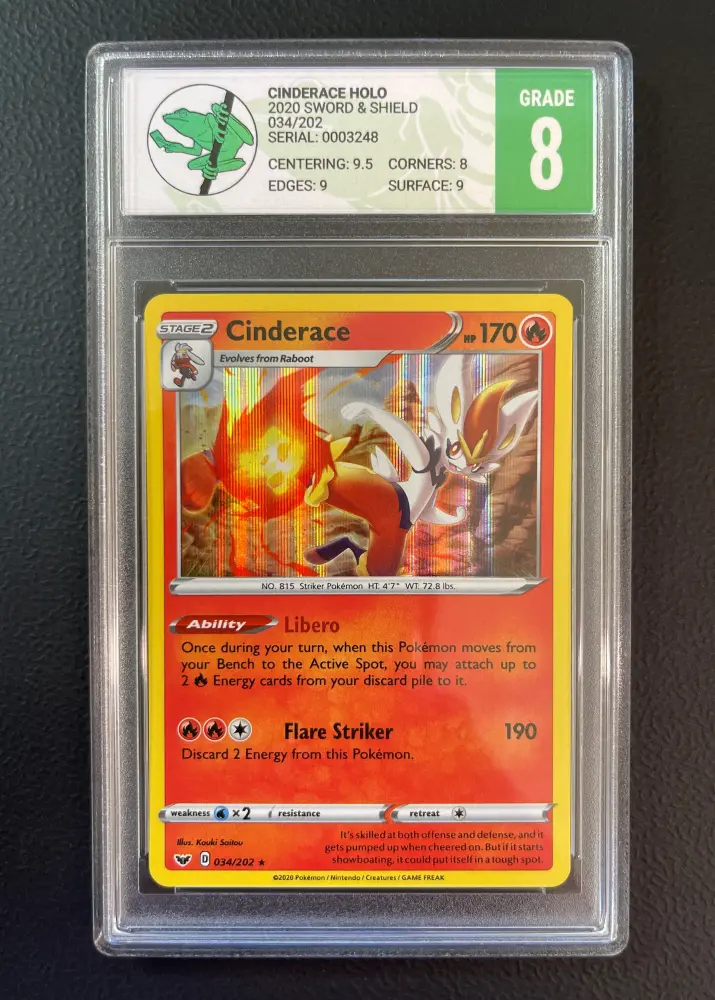 CINDERACE HOLO
2020 SWORD & SHIELD
034/202
SERIAL: 0003248
CENTERING: 9.5 CORNERS: 8
EDGES: 9 SURFACE: 9
GRADE
8
STAGE 2 Cinderace HP 170
Evolves from Raboot
NO. 815 Striker Pokémon HT: 4'7" WT: 72.8 lbs.
Ability Libero
Once during your turn, when this Pokémon moves from
your Bench to the Active Spot, you may attach up to
2 Energy cards from your discard pile to it.
Flare Striker 190
Discard 2 Energy from this Pokémon.
weakness ×2 resistance retreat
Illus. Kouki Saitou
It's skilled at both offense and defense, and it
gets pumped up when cheered on. But if it starts
showboating, it could put itself in a tough spot.
D 034/202 ★
©2020 Pokémon / Nintendo / Creatures / GAME FREAK